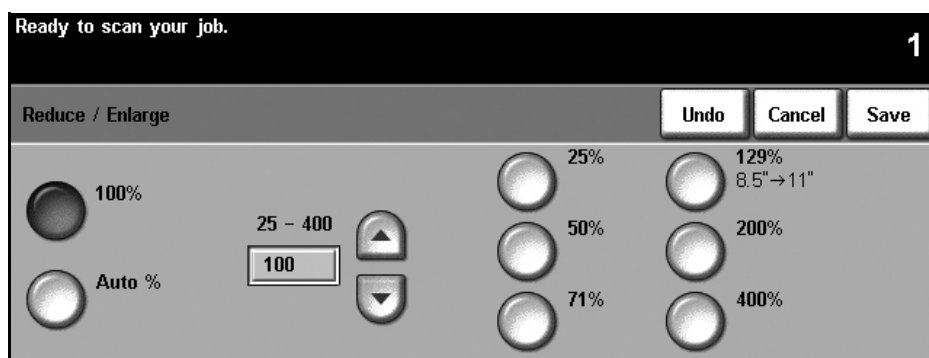 Ready to scan your job.
1
Reduce / Enlarge
Undo
Cancel
Save
100%
Auto %
25 - 400
100
25%
50%
71%
129%
8.5"→11"
200%
400%